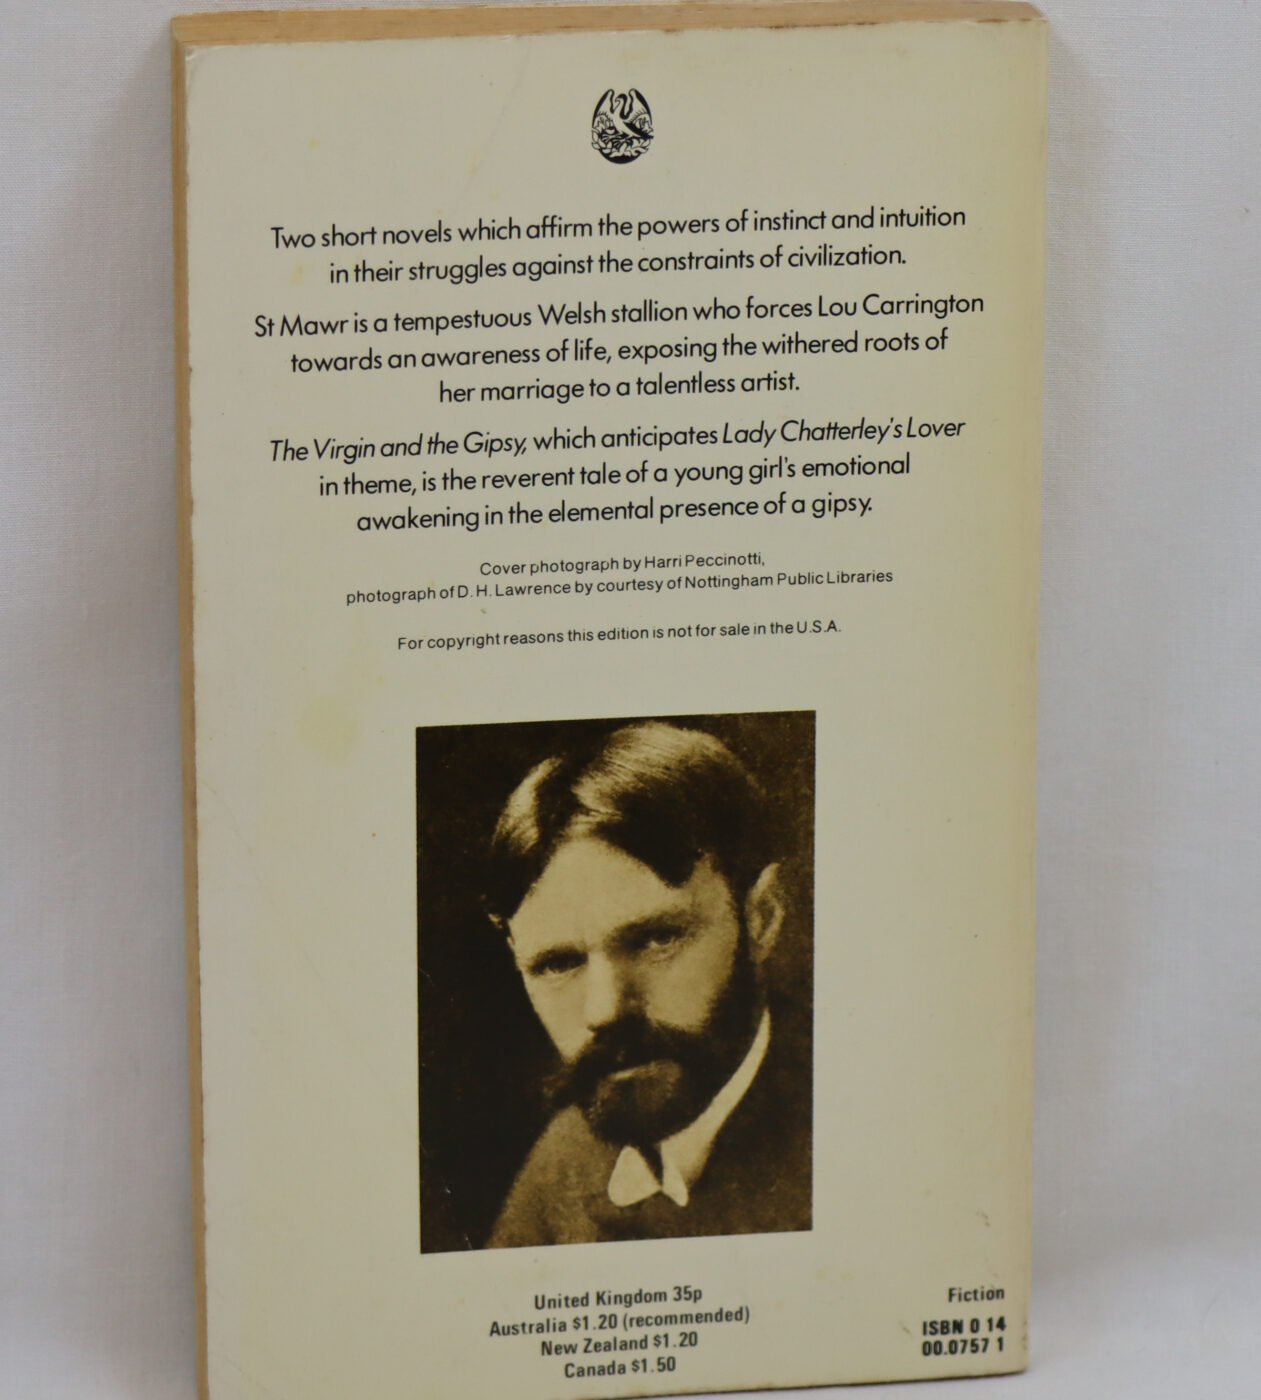 Two short novels which affirm the powers of instinct and intuition
in their struggles against the constraints of civilization.
St Mawr is a tempestuous Welsh stallion who forces Lou Carrington
towards an awareness of life, exposing the withered roots of
her marriage to a talentless artist.
The Virgin and the Gipsy, which anticipates Lady Chatterley's Lover
in theme, is the reverent tale of a young girl's emotional
awakening in the elemental presence of a gipsy.
Cover photograph by Harri Peccinotti,
photograph of D. H. Lawrence by courtesy of Nottingham Public Libraries
For copyright reasons this edition is not for sale in the U.S.A.
United Kingdom 35p
Australia $1.20 (recommended)
New Zealand $1.20
Canada $1.50
Fiction
ISBN 0 14
00.0757 1